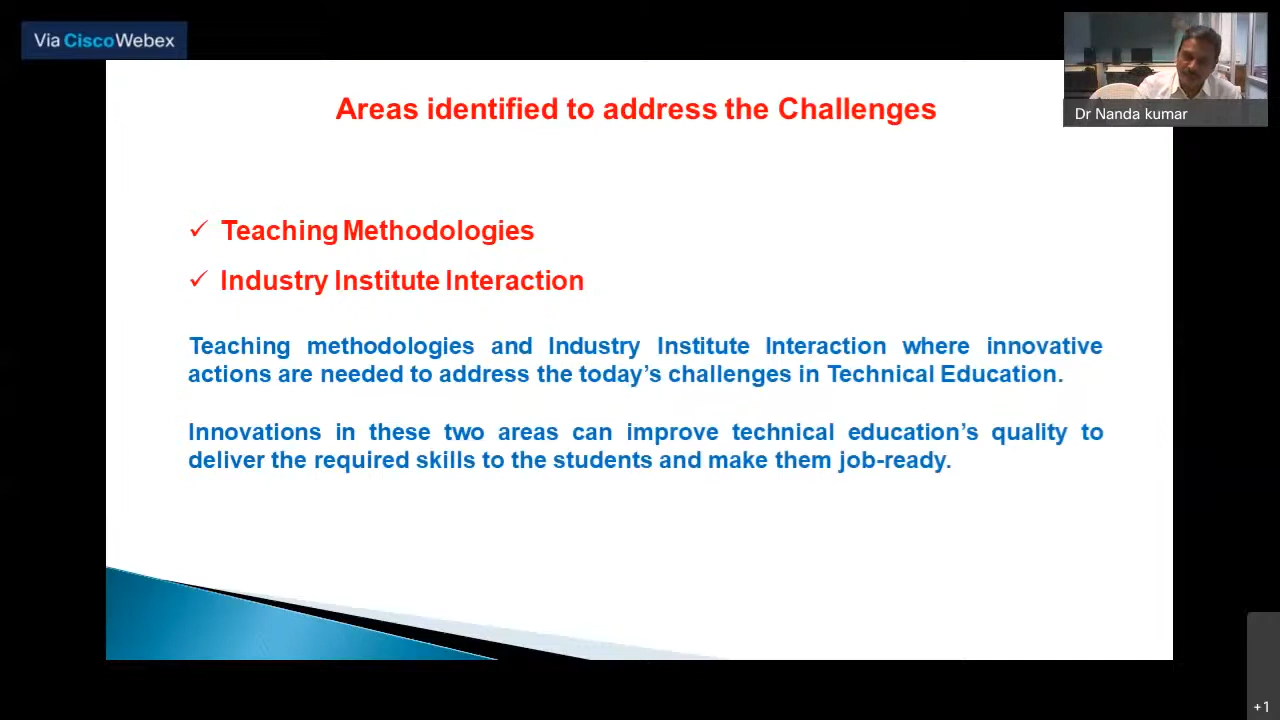 Via Cisco Webex
Areas identified to address the Challenges
Dr Nanda kumar
✓ Teaching Methodologies
✓ Industry Institute Interaction
Teaching methodologies and Industry Institute Interaction where innovative
actions are needed to address the today’s challenges in Technical Education.
Innovations in these two areas can improve technical education’s quality to
deliver the required skills to the students and make them job-ready.
+1